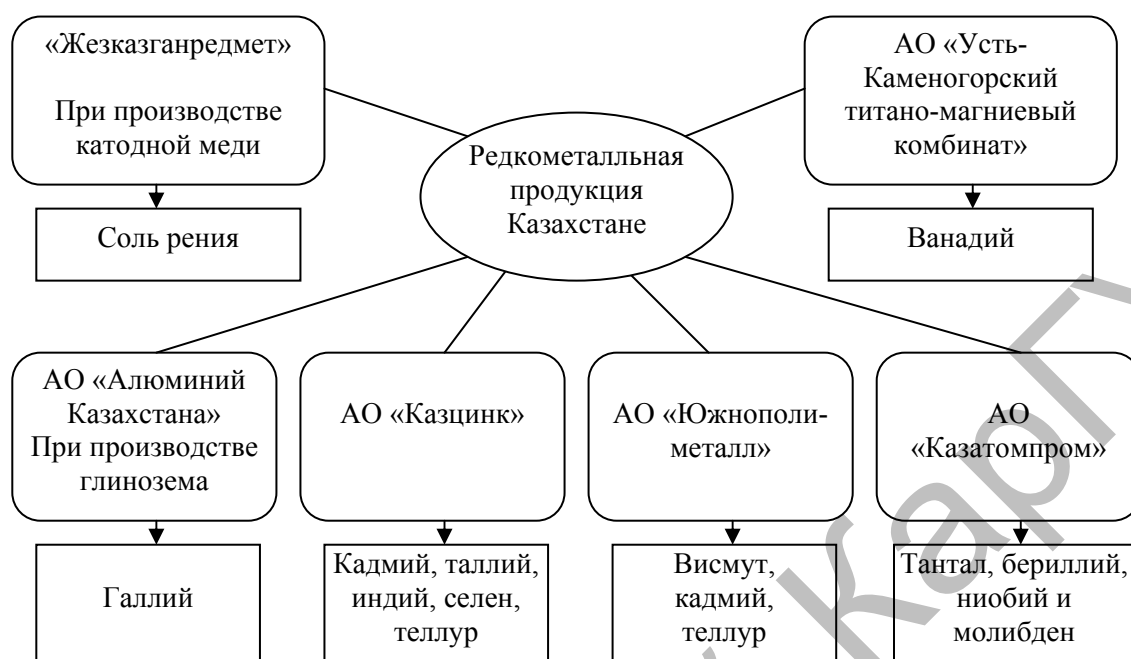 «Жезказганредмет»
При производстве
катодной меди
АО «Усть-
Каменогорский
титано-магниевый
комбинат»
Редкометалльная
продукция
Казахстане
Соль рения
Ванадий
АО «Алюминий
Казахстана»
При производстве
глинозема
АО «Казцинк»
АО «Южнополи-
металл»
АО
«Казатомпром»
Галлий
Кадмий, таллий,
индий, селен,
теллур
Висмут,
кадмий,
теллур
Тантал, бериллий,
ниобий и
молибден
КарГУ